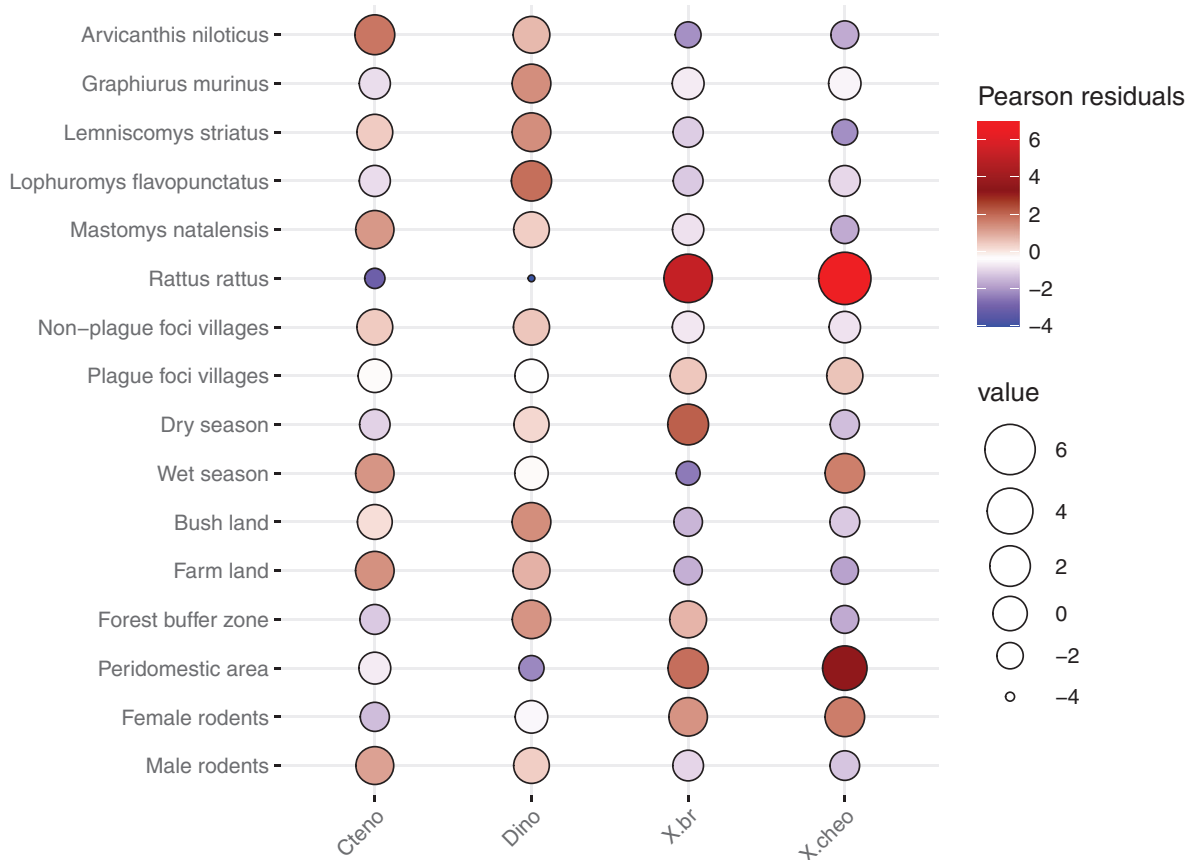 Arvicanthis niloticus
Graphiurus murinus
Lemniscomys striatus
Lophuromys flavopunctatus
Mastomys natalensis
Rattus rattus
Non−plague foci villages
Plague foci villages
Dry season
Wet season
Bush land
Farm land
Forest buffer zone
Peridomestic area
Female rodents
Male rodents
Cteno
Dino
X.br
X.cheo
Pearson residuals
6
4
2
0
−2
−4
value
6
4
2
0
−2
−4